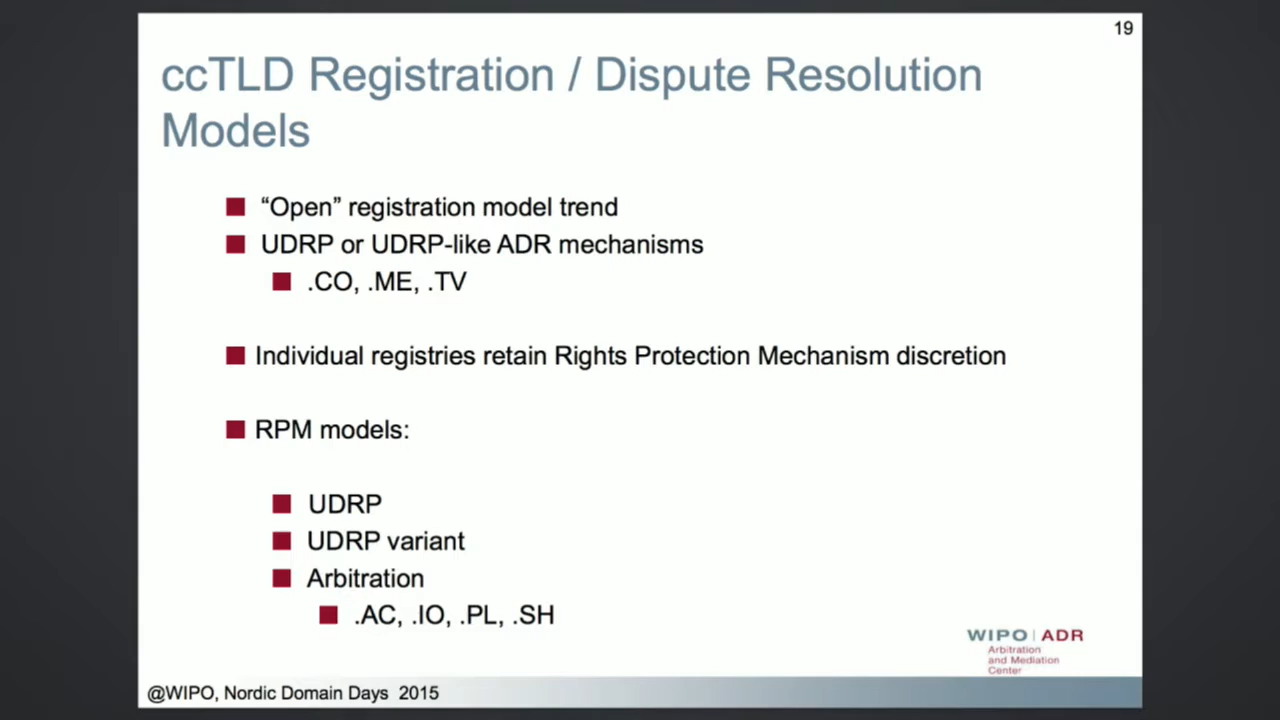 19
ccTLD Registration / Dispute Resolution
Models
“Open” registration model trend
UDRP or UDRP-like ADR mechanisms
.CO, .ME, .TV
Individual registries retain Rights Protection Mechanism discretion
RPM models:
UDRP
UDRP variant
Arbitration
.AC, .IO, .PL, .SH
WIPO | ADR
Arbitration
and Mediation
Center
@WIPO, Nordic Domain Days 2015